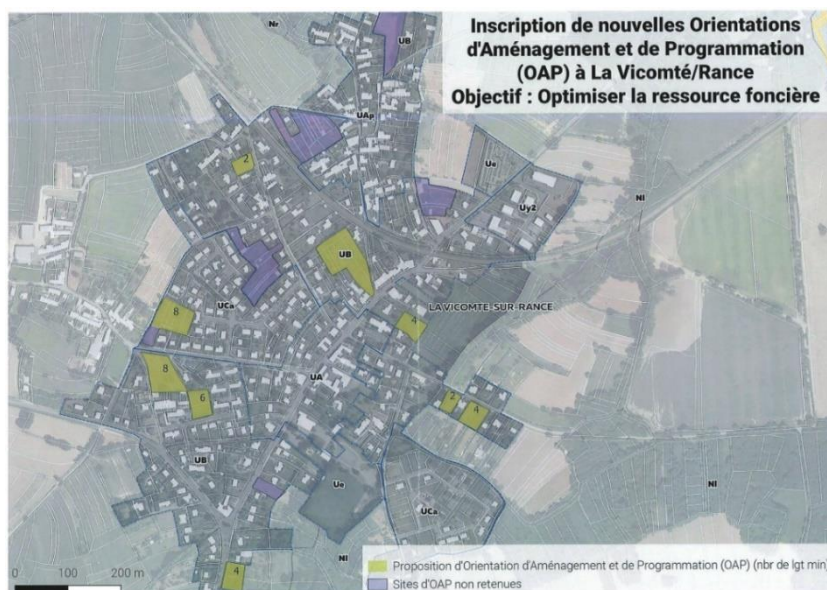 Inscription de nouvelles Orientations
d'Aménagement et de Programmation
(OAP) à La Vicomté/Rance
Objectif : Optimiser la ressource foncière
Nr
UB
UAp
Ue
2
Uy2
Nl
UB
UCa
LA VICOMTE-SUR-RANCE
8
4
UA
8
6
2
4
UB
Ue
UCa
Nl
Nl
4
0 100 200 m
Proposition d'Orientation d'Aménagement et de Programmation (OAP) (nbr de lgt min)
Sites d'OAP non retenues